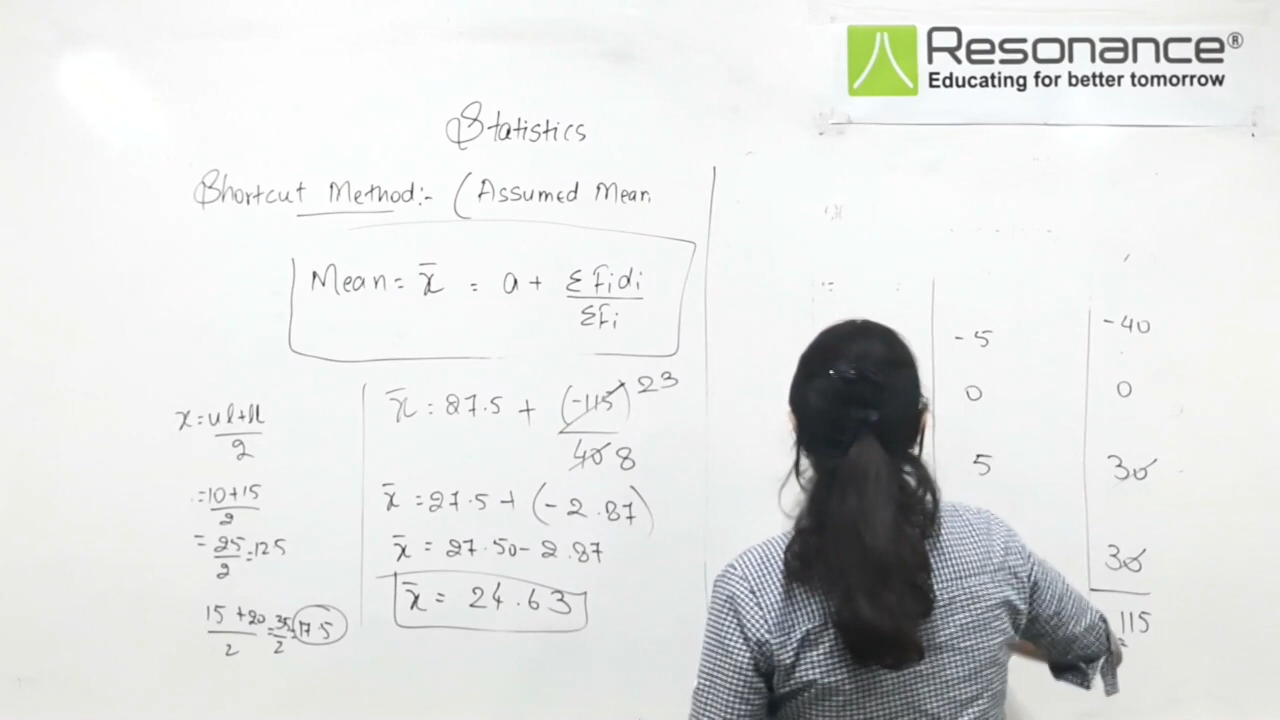 Resonance®
Educating for better tomorrow
Statistics
Shortcut Method:- (Assumed Mean
Mean = x̄ = a + Σfidi / Σfi
x = ul+ll / 2
= 10+15 / 2
= 25 / 2 = 125
15+20 / 2 = 35 / 2 = 17.5
x̄ = 27.5 + (-115) 23 / 40 8
x̄ = 27.5 + (-2.87)
x̄ = 27.50 - 2.87
x̄ = 24.63
-5 -40
0 0
5 30
30
115